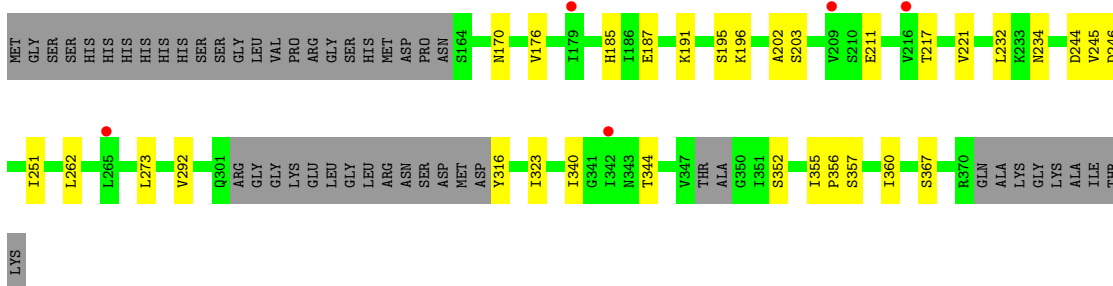 MET GLY SER SER HIS HIS HIS HIS HIS HIS SER SER GLY LEU VAL PRO ARG GLY SER HIS MET ASP PRO ASN S164 N170 V176 I179 H185 I186 E187 K191 S195 K196 A202 S203 V209 S210 E211 V216 T217 V221 L232 K233 N234 D244 V245 D246
I251 L262 L265 L273 V292 Q301 ARG GLY GLY LYS GLU LEU GLY LEU ARG ASN SER ASP MET ASP Y316 I323 I340 G341 I342 N343 T344 V347 THR ALA G350 I351 S352 I355 P356 S357 I360 S367 R370 GLN ALA LYS GLY LYS ALA ILE THR
LYS